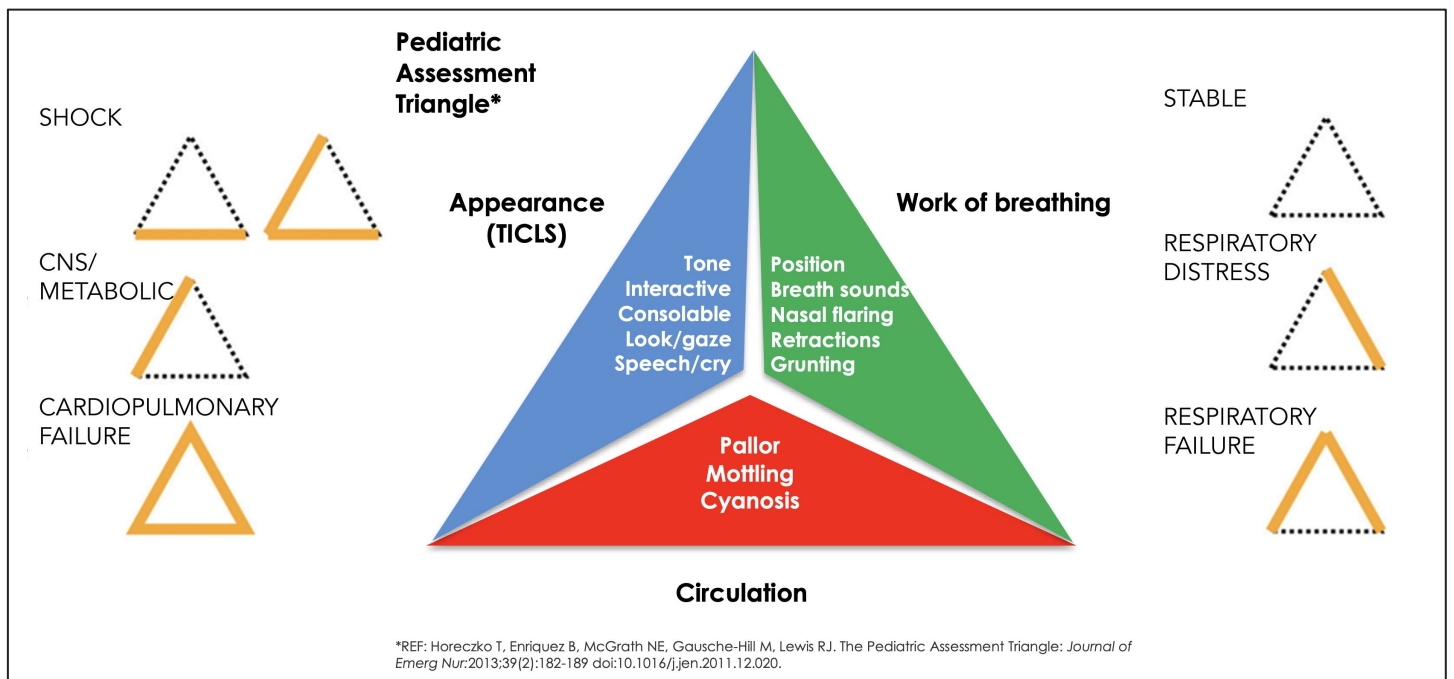 Pediatric
Assessment
Triangle*
SHOCK
CNS/
METABOLIC
CARDIOPULMONARY
FAILURE
Appearance
(TICLS)
Tone
Interactive
Consolable
Look/gaze
Speech/cry
Work of breathing
Position
Breath sounds
Nasal flaring
Retractions
Grunting
Pallor
Mottling
Cyanosis
Circulation
STABLE
RESPIRATORY
DISTRESS
RESPIRATORY
FAILURE
*REF: Horeczko T, Enriquez B, McGrath NE, Gausche-Hill M, Lewis RJ. The Pediatric Assessment Triangle: Journal of
Emerg Nur:2013;39(2):182-189 doi:10.1016/j.jen.2011.12.020.